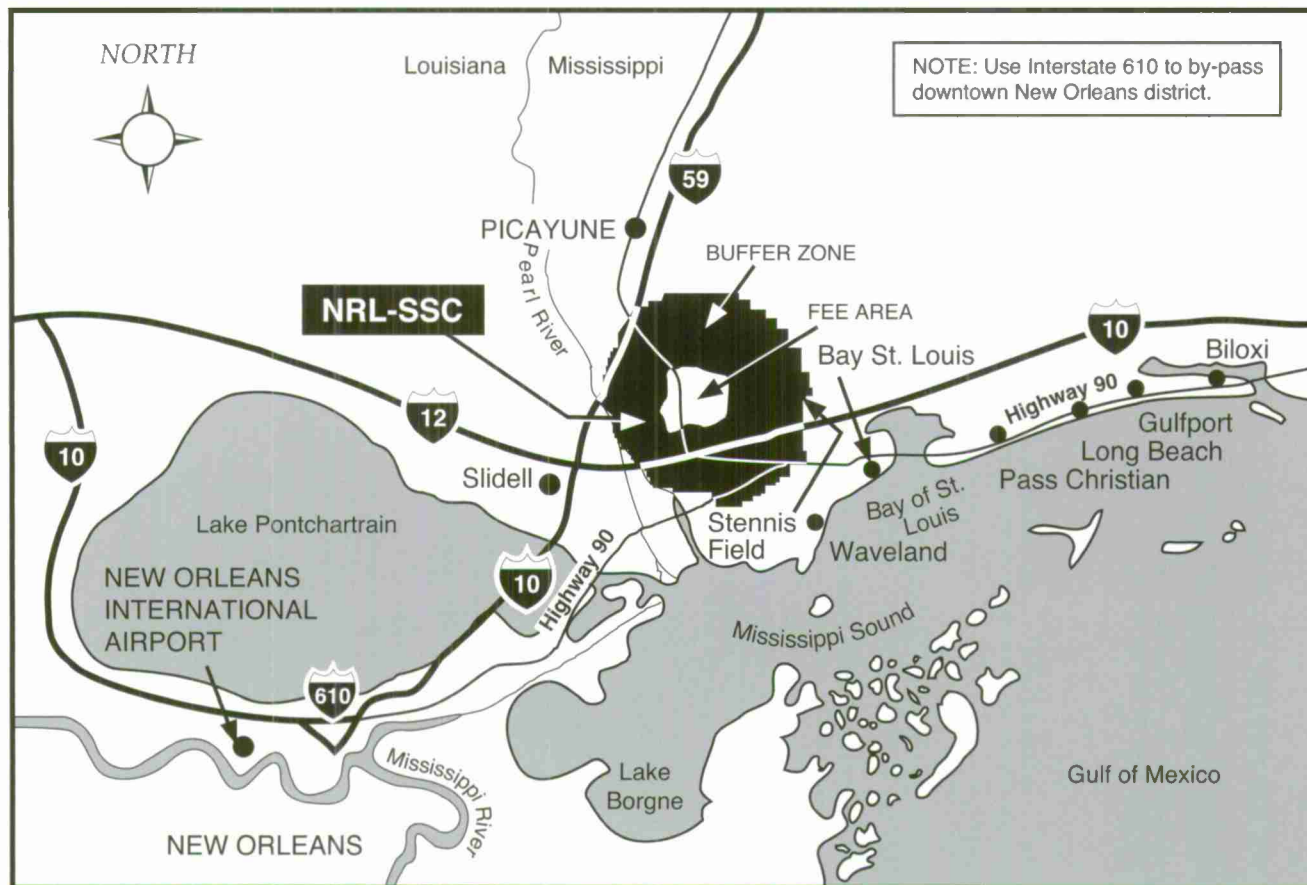 NORTH
Louisiana
Mississippi
NOTE: Use Interstate 610 to by-pass
downtown New Orleans district.
59
PICAYUNE
Pearl River
BUFFER ZONE
NRL-SSC
FEE AREA
10
Bay St. Louis
Biloxi
12
Highway 90
Gulfport
Long Beach
Pass Christian
10
Slidell
Bay of St.
Louis
Stennis
Field
Waveland
Lake Pontchartrain
10
Highway 90
NEW ORLEANS
INTERNATIONAL
AIRPORT
Mississippi Sound
610
Mississippi River
Lake
Borgne
Gulf of Mexico
NEW ORLEANS